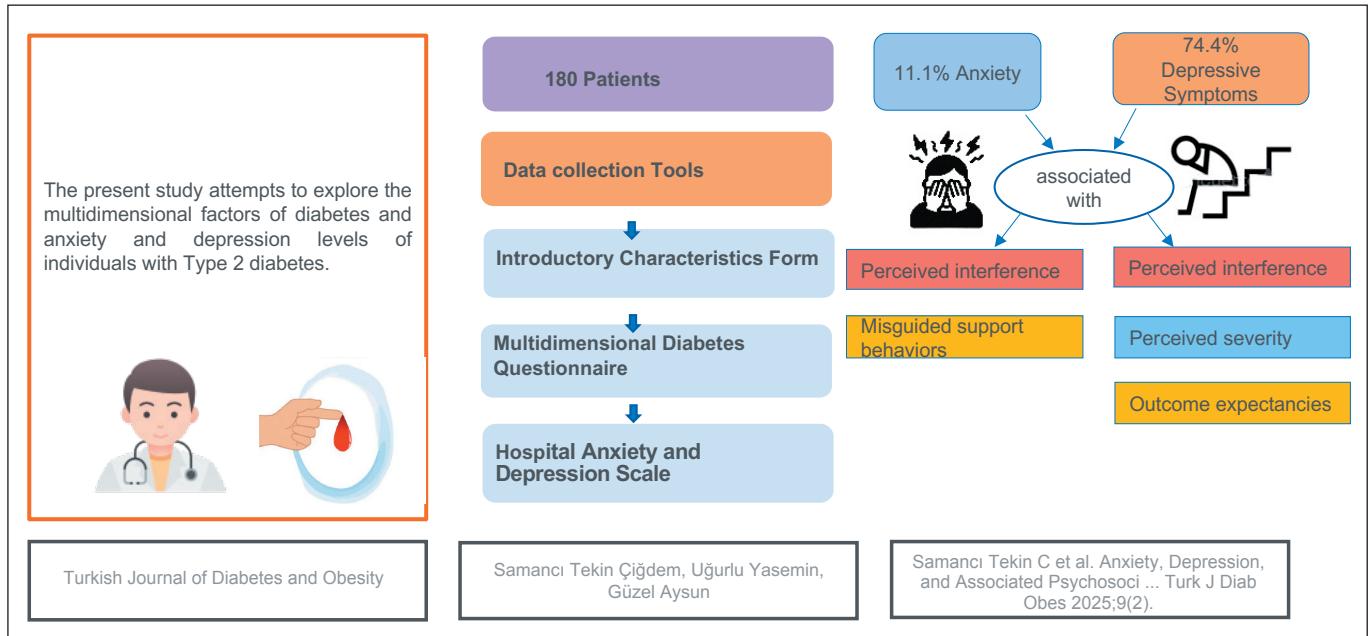 The present study attempts to explore the
multidimensional factors of diabetes and
anxiety and depression levels of
individuals with Type 2 diabetes.
180 Patients
Data collection Tools
Introductory Characteristics Form
Multidimensional Diabetes
Questionnaire
Hospital Anxiety and
Depression Scale
11.1% Anxiety
74.4%
Depressive
Symptoms
associated
with
Perceived interference
Misguided support
behaviors
Perceived interference
Perceived severity
Outcome expectancies
Turkish Journal of Diabetes and Obesity
Samancı Tekin Çiğdem, Uğurlu Yasemin,
Güzel Aysun
Samancı Tekin C et al. Anxiety, Depression,
and Associated Psychosoci ... Turk J Diab
Obes 2025;9(2).